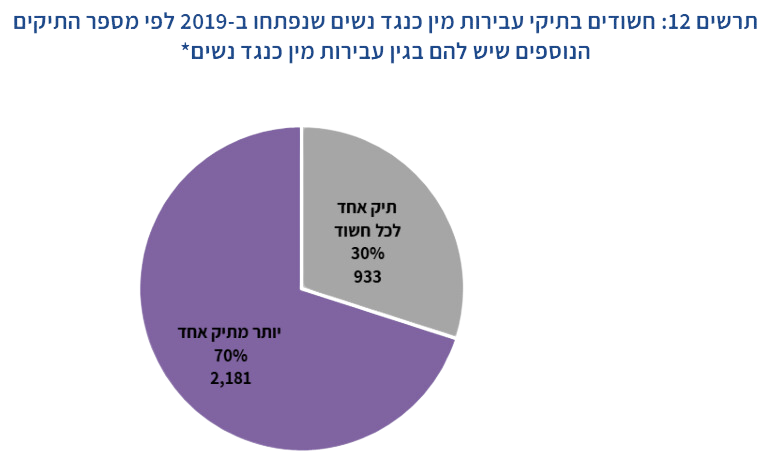 תרשים 12: חשודים בתיקי עבירות מין כנגד נשים שנפתחו ב-2019 לפי מספר התיקים
הנוספים שיש להם בגין עבירות מין כנגד נשים*
תיק אחד
לכל חשוד
30%
933
יותר מתיק אחד
70%
2,181